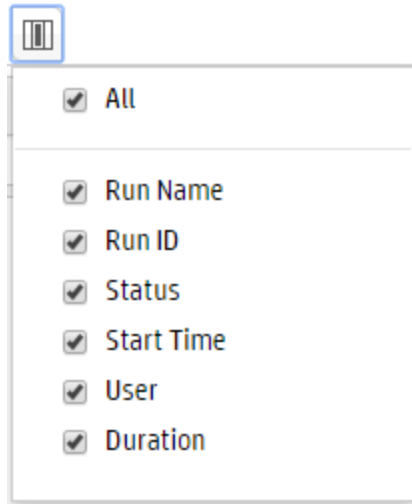 All
Run Name
Run ID
Status
Start Time
User
Duration